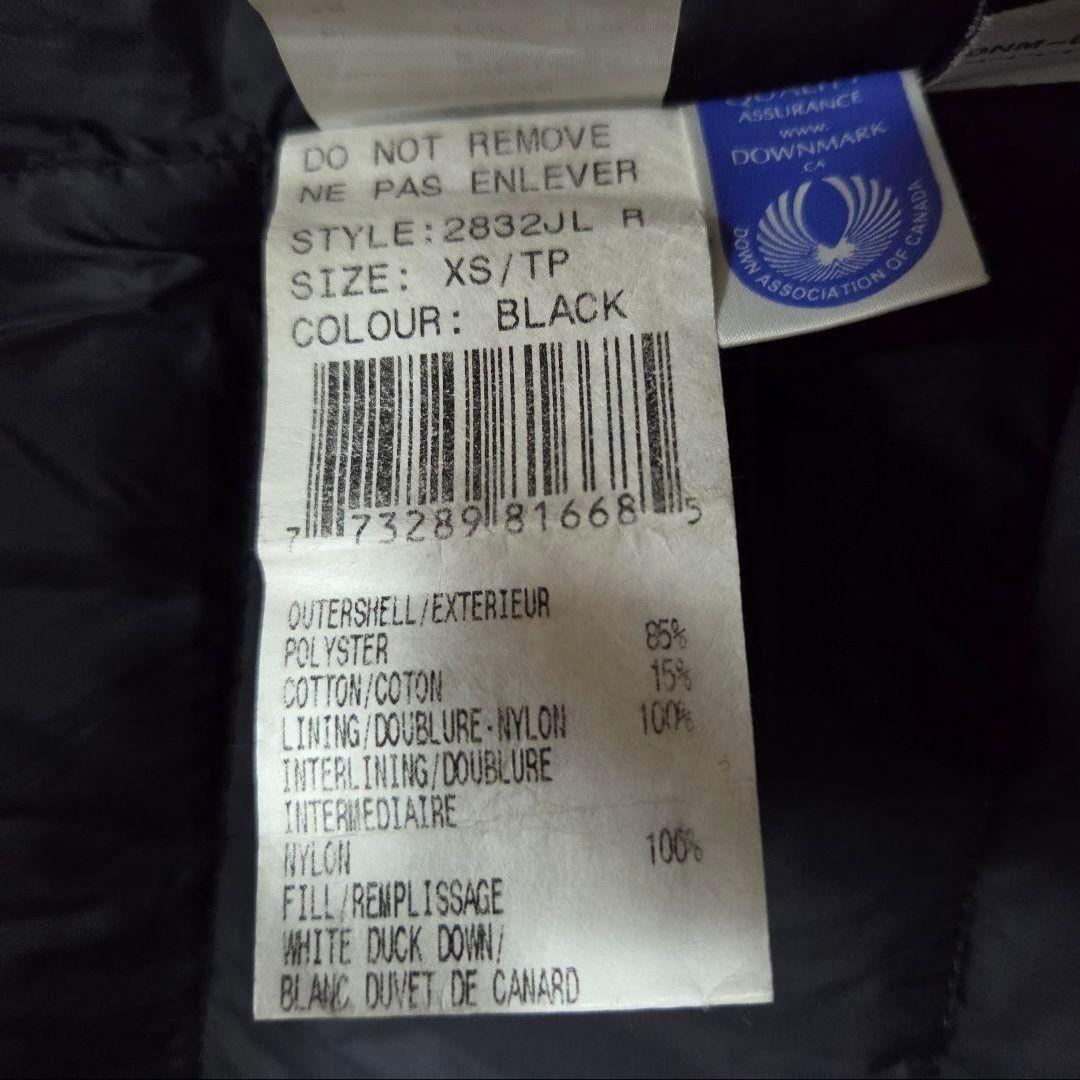 DO NOT REMOVE
NE PAS ENLEVER
STYLE:2832JL R
SIZE: XS/TP
COLOUR: BLACK
7 73289 81668 5
OUTERSHELL/EXTERIEUR
POLYSTER 85%
COTTON/COTON 15%
LINING/DOUBLURE-NYLON 100%
INTERLINING/DOUBLURE
INTERMEDIAIRE
NYLON 100%
FILL/REMPLISSAGE
WHITE DUCK DOWN/
BLANC DUVET DE CANARD
QUALITY
ASSURANCE
www.
DOWNMARK
.CA
DOWN ASSOCIATION OF CANADA